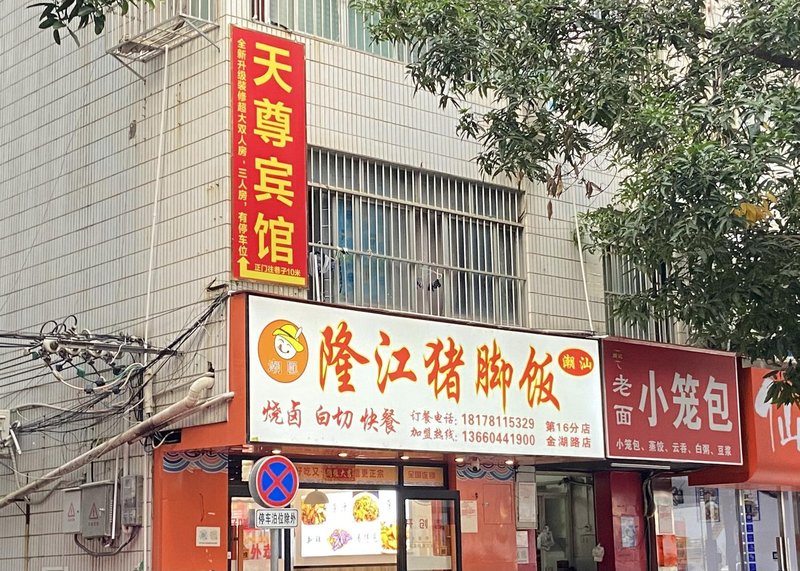 天尊宾馆
全新升级装修超大双人房,三人房,有停车位
正门往巷子10米
隆江猪脚饭
潮汕
烧卤 白切 快餐
订餐电话: 18178115329
加盟热线: 13660441900
第16分店
金湖路店
老面
小笼包
小笼包、蒸饺、云吞、白粥、豆浆
停车泊位除外